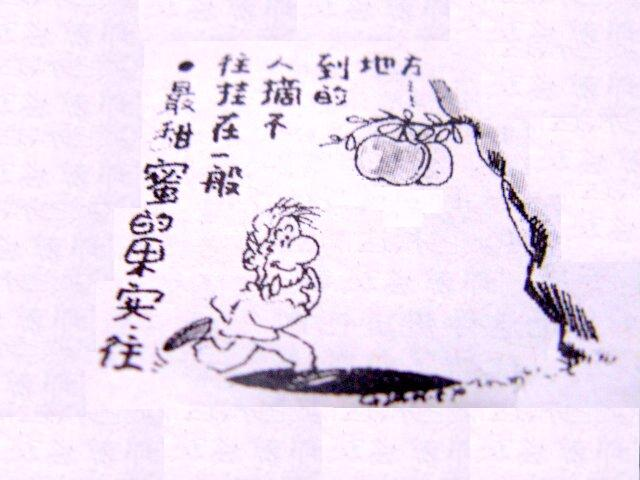 ●最甜蜜的果实·往
往挂在一般
人摘不
到的
地
方……